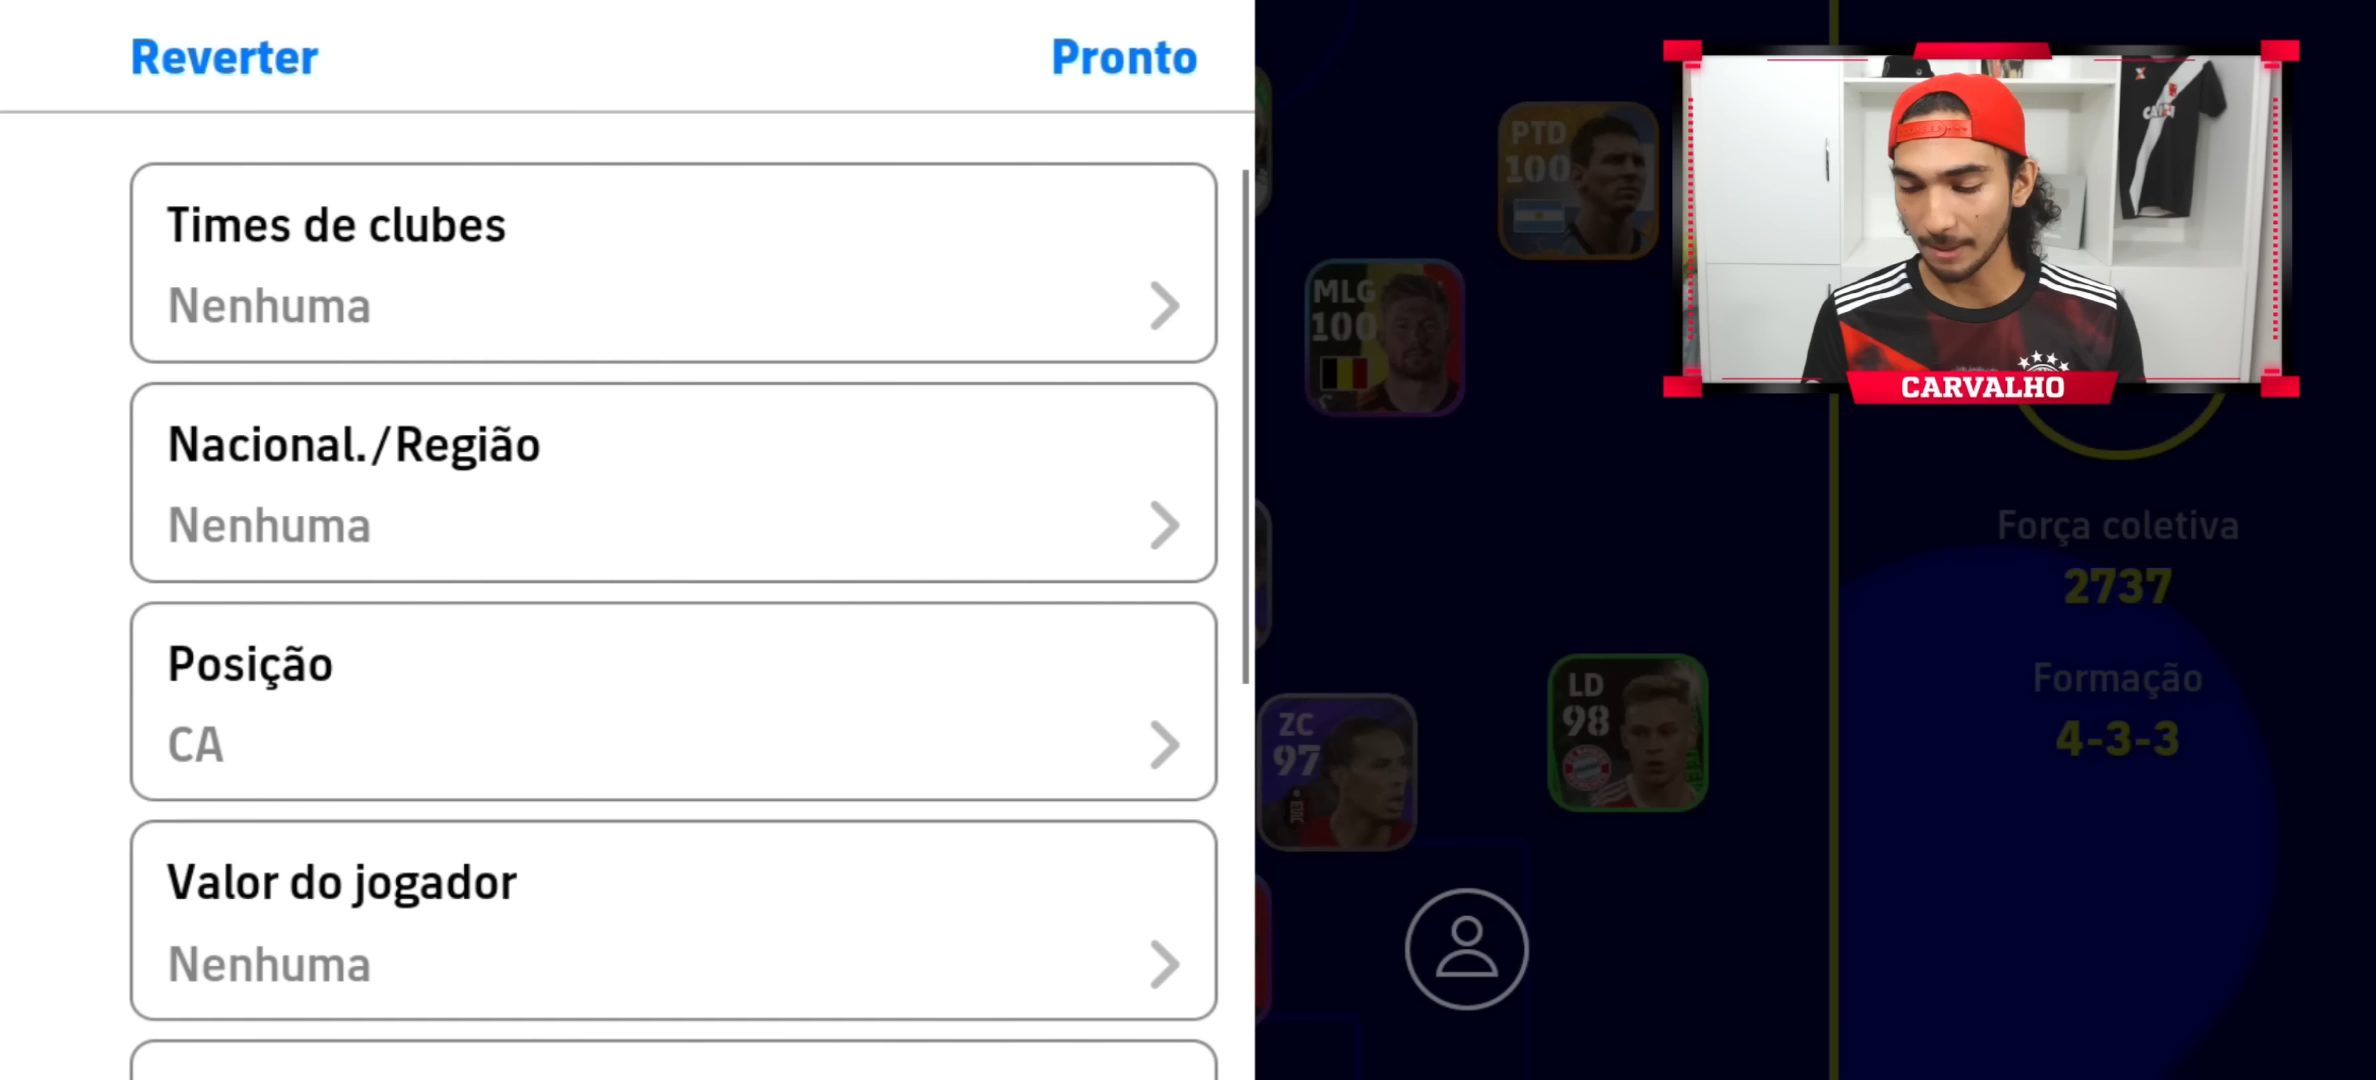 Reverter
Pronto
Times de clubes
Nenhuma
Nacional./Região
Nenhuma
Posição
CA
Valor do jogador
Nenhuma
PTD
100
MLG
100
ZC
97
LD
98
CARVALHO
Força coletiva
2737
Formação
4-3-3